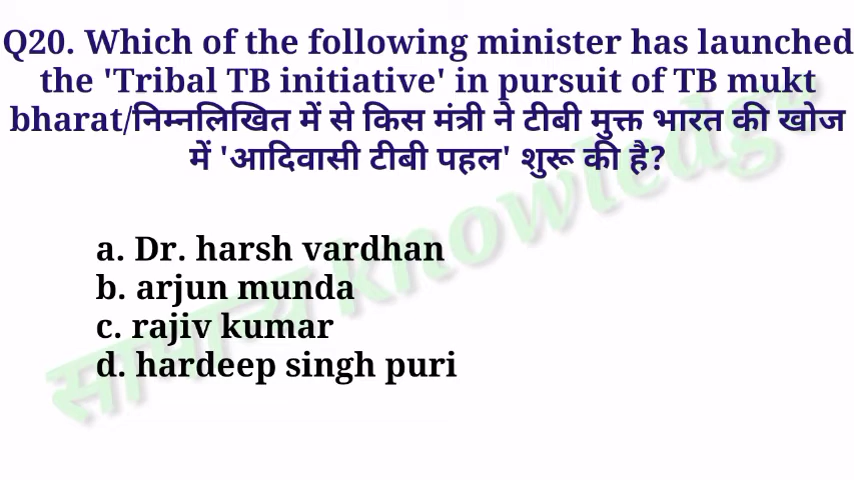 Q20. Which of the following minister has launched
the 'Tribal TB initiative' in pursuit of TB mukt
bharat/निम्नलिखित में से किस मंत्री ने टीबी मुक्त भारत की खोज
में 'आदिवासी टीबी पहल' शुरू की है?
a. Dr. harsh vardhan
b. arjun munda
c. rajiv kumar
d. hardeep singh puri
सामान्य knowledge